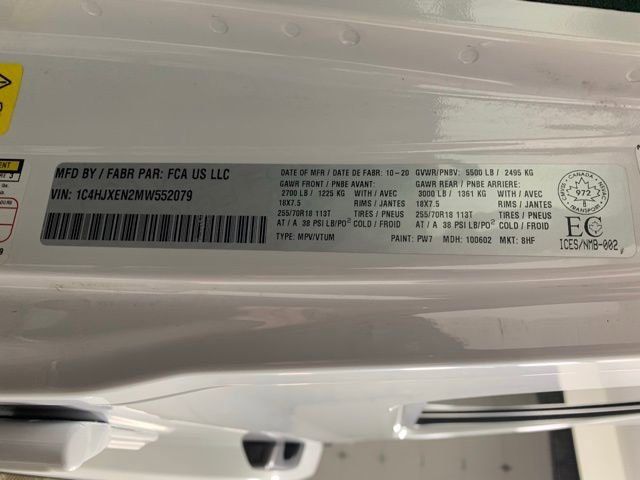 MFD BY / FABR PAR: FCA US LLC
VIN: 1C4HJXEN2MW552079
DATE OF MFR / DATE DE FABR: 10-20 GVWR/PNBV: 5500 LB / 2495 KG
GAWR FRONT / PNBE AVANT: GAWR REAR / PNBE ARRIERE:
2700 LB / 1225 KG WITH / AVEC 3000 LB / 1361 KG WITH / AVEC
18X7.5 RIMS / JANTES 18X7.5 RIMS / JANTES
255/70R18 113T TIRES / PNEUS 255/70R18 113T TIRES / PNEUS
AT / A 38 PSI LB/PO² COLD / FROID AT / A 38 PSI LB/PO² COLD / FROID
TYPE: MPV/VTUM PAINT: PW7 MDH: 100602 MKT: 8HF
CANADA
972
8
TRANSPORT
EC
ICES/NMB-002